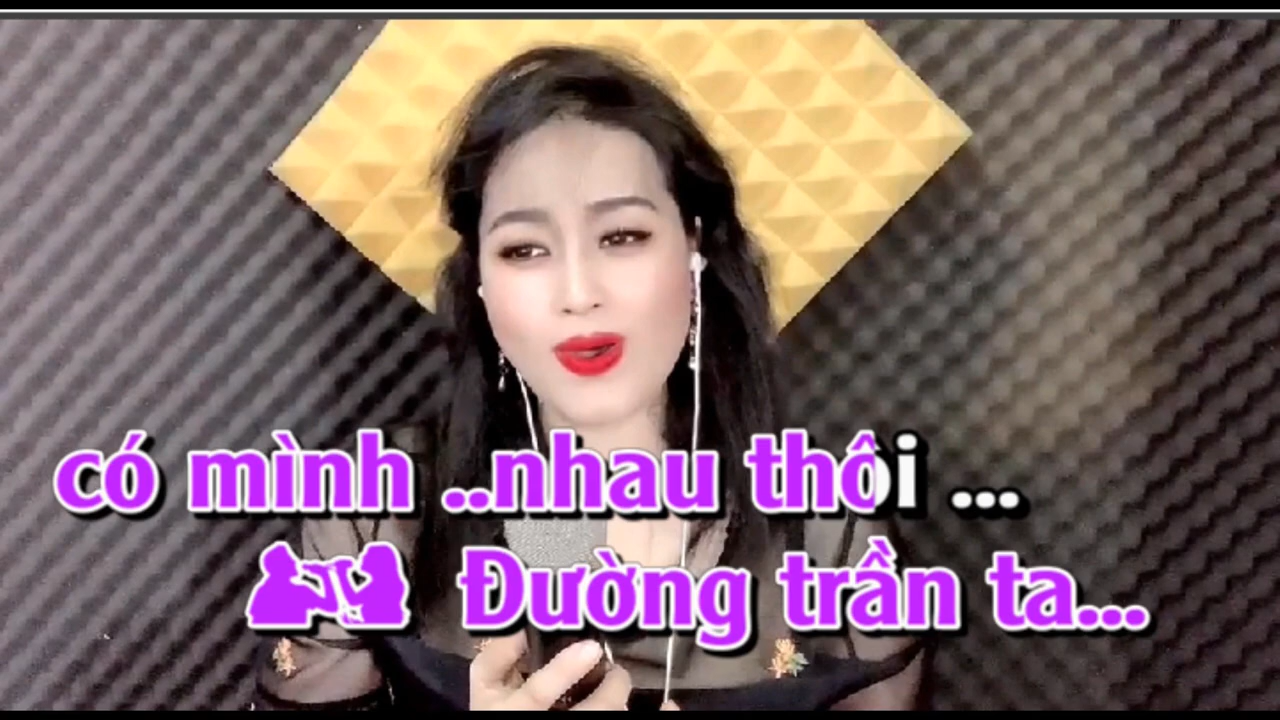 có mình ..nhau thôi ...
Đường trần ta...